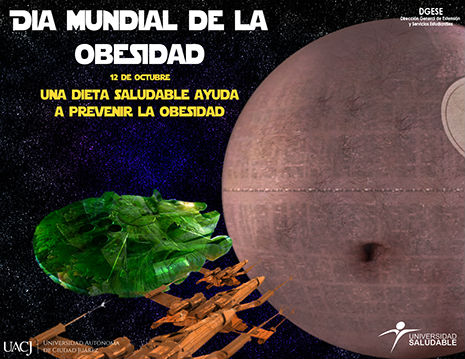 DIA MUNDIAL DE LA
OBESIDAD
12 DE OCTUBRE
UNA DIETA SALUDABLE AYUDA
A PREVENIR LA OBESIDAD
DGESE
Dirección General de Extensión
y Servicios Estudiantiles
UACJ
UNIVERSIDAD AUTÓNOMA
DE CIUDAD JUÁREZ
UNIVERSIDAD
SALUDABLE